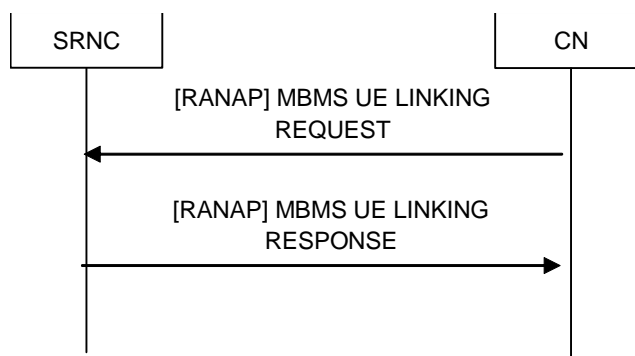 SRNC
CN
[RANAP] MBMS UE LINKING
REQUEST
[RANAP] MBMS UE LINKING
RESPONSE